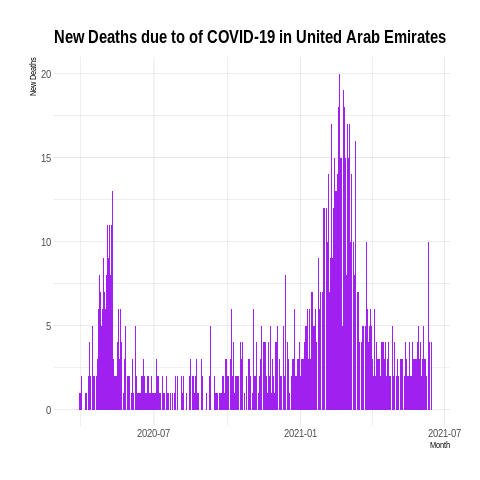 New Deaths due to of COVID-19 in United Arab Emirates
New Deaths
20
15
10
5
0
2020-07
2021-01
2021-07
Month